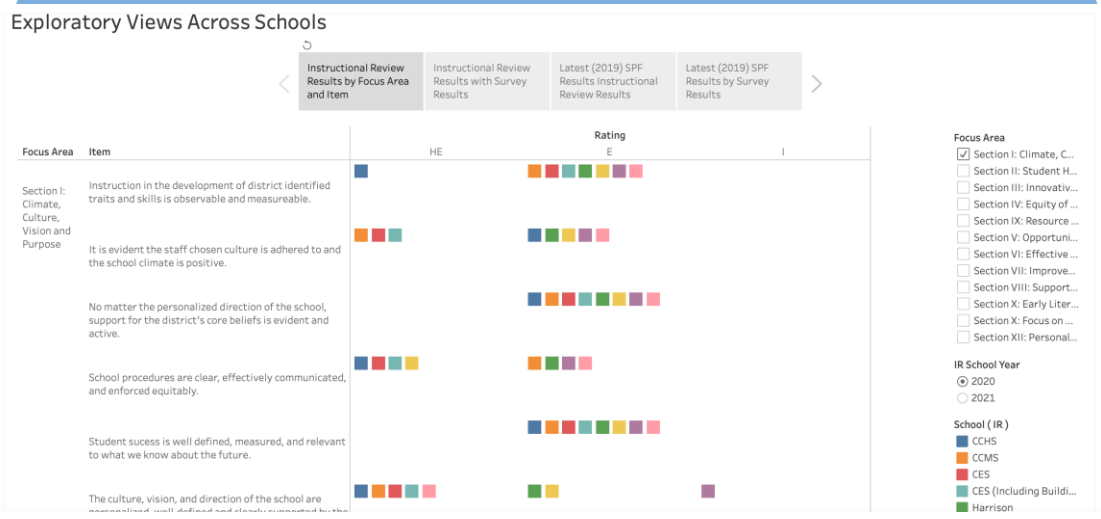 Exploratory Views Across Schools
Instructional Review
Results by Focus Area
and Item
Instructional Review
Results with Survey
Results
Latest (2019) SPF
Results Instructional
Review Results
Latest (2019) SPF
Results by Survey
Results
Rating
Focus Area
Item
HE
E
I
Section I:
Climate,
Culture,
Vision and
Purpose
Instruction in the development of district identified
traits and skills is observable and measureable.
It is evident the staff chosen culture is adhered to and
the school climate is positive.
No matter the personalized direction of the school,
support for the district's core beliefs is evident and
active.
School procedures are clear, effectively communicated,
and enforced equitably.
Student sucess is well defined, measured, and relevant
to what we know about the future.
The culture, vision, and direction of the school are
personalized, well defined and clearly supported by the
Focus Area
Section I: Climate, C...
Section II: Student H...
Section III: Innovativ...
Section IV: Equity of ...
Section IX: Resource ...
Section V: Opportuni...
Section VI: Effective ...
Section VII: Improve...
Section VIII: Support...
Section X: Early Liter...
Section X: Focus on ...
Section XII: Personal...
IR School Year
2020
2021
School ( IR )
CCHS
CCMS
CES
CES (Including Buildi...
Harrison